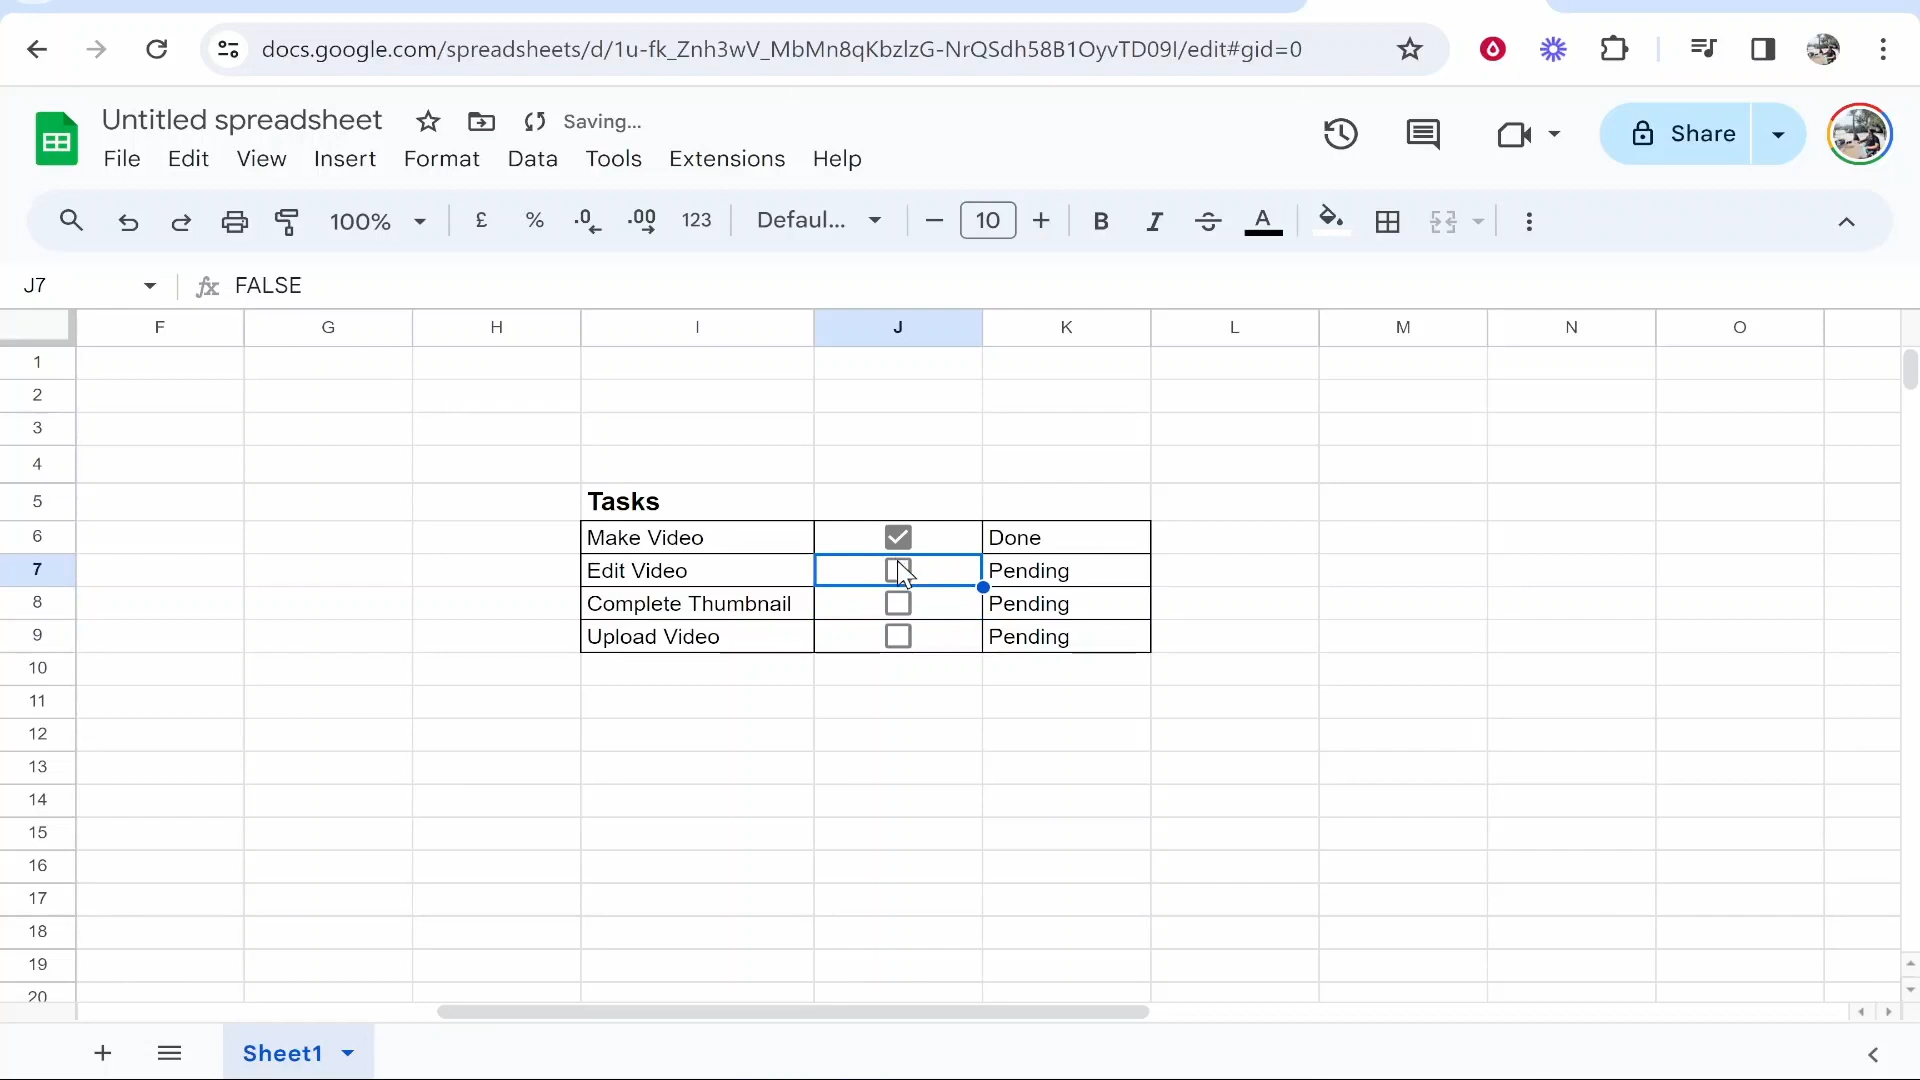 docs.google.com/spreadsheets/d/1u-fk_Znh3wV_MbMn8qKbzlzG-NrQSdh58B1OyvTD09I/edit#gid=0
Untitled spreadsheet Saving...
File Edit View Insert Format Data Tools Extensions Help
Share
100% £ % .0 .00 123 Defaul... 10 B I A
J7 fx FALSE
F G H I J K L M N O
1
2
3
4
5 Tasks
6 Make Video Done
7 Edit Video Pending
8 Complete Thumbnail Pending
9 Upload Video Pending
10
11
12
13
14
15
16
17
18
19
20
Sheet1